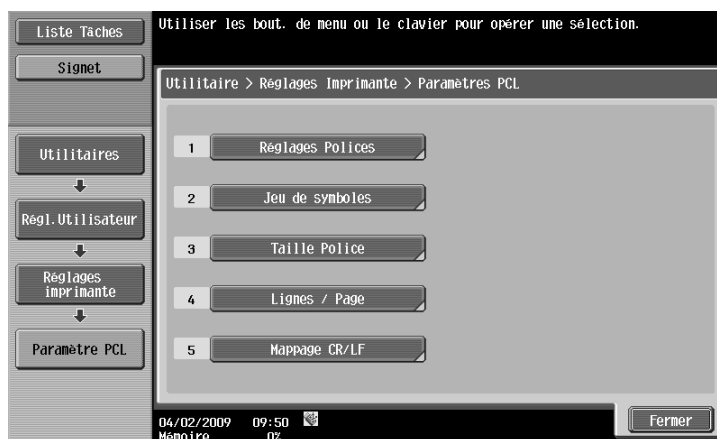 Liste Tâches
Signet
Utiliser les bout. de menu ou le clavier pour opérer une sélection.
Utilitaire > Réglages Imprimante > Paramètres PCL
Utilitaires
Régl.Utilisateur
Réglages
imprimante
Paramètre PCL
1 Réglages Polices
2 Jeu de symboles
3 Taille Police
4 Lignes / Page
5 Mappage CR/LF
04/02/2009 09:50
Mémoire 0%
Fermer